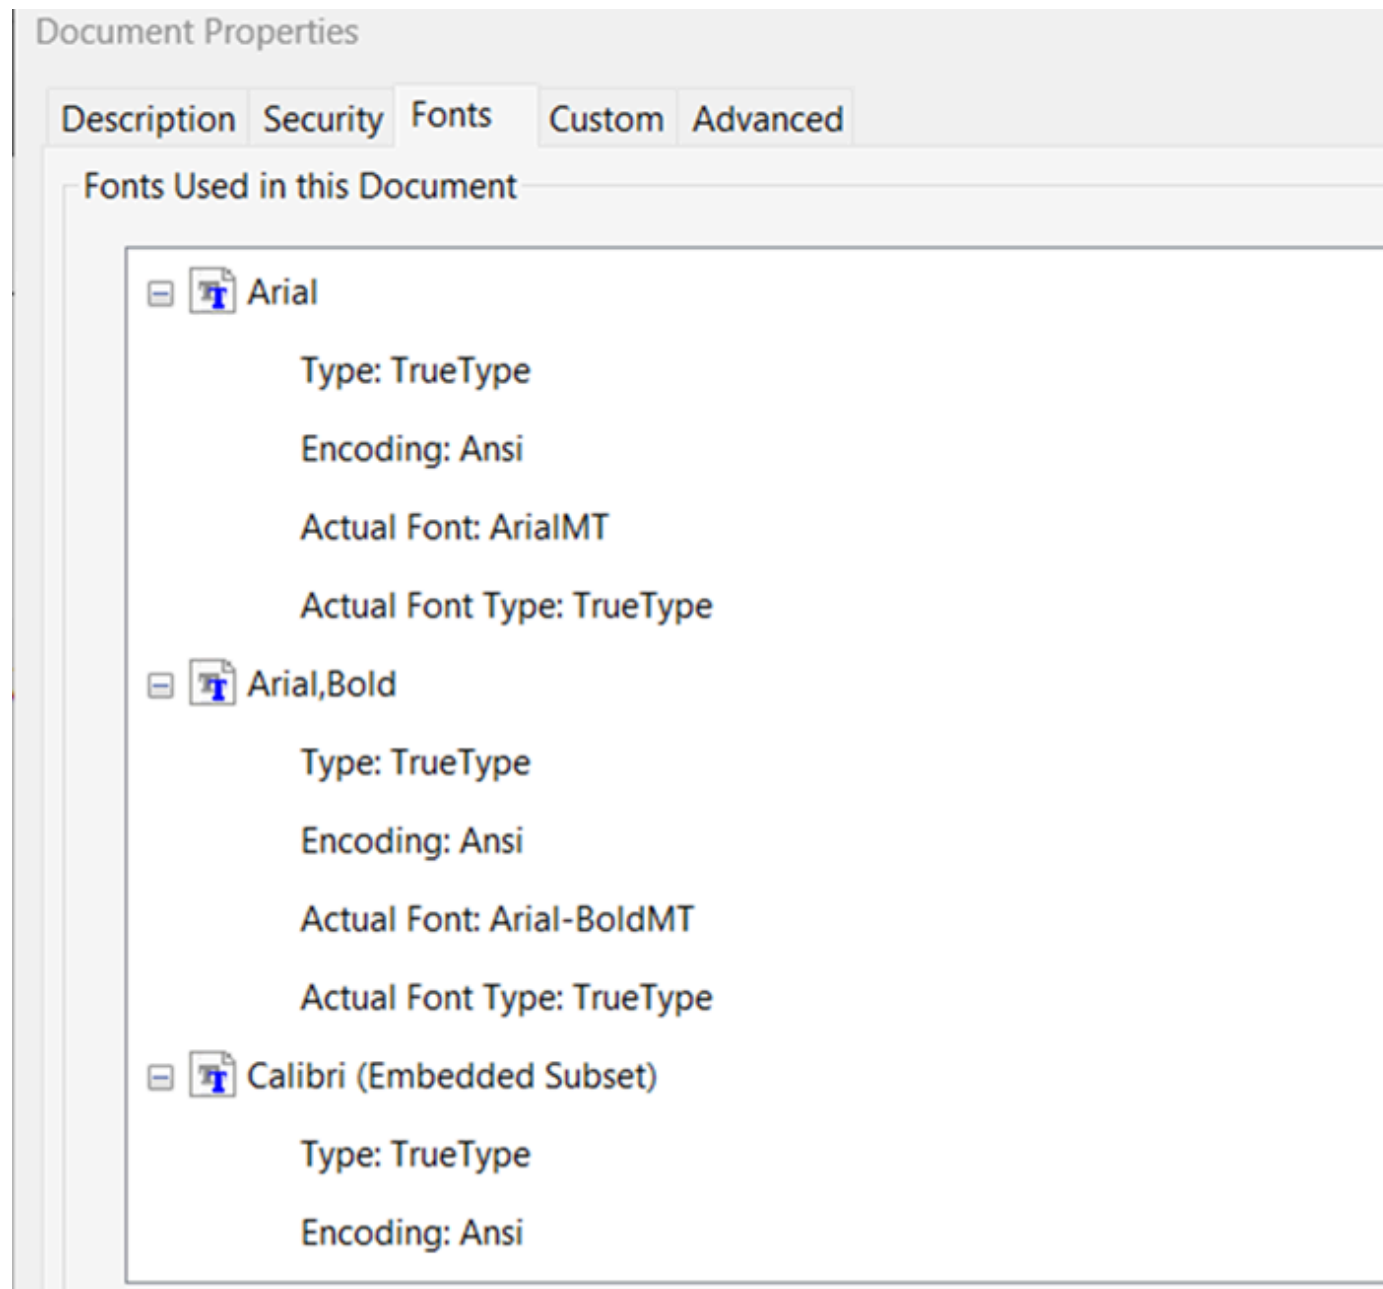 Document Properties
Description Security Fonts Custom Advanced
Fonts Used in this Document
Arial
Type: TrueType
Encoding: Ansi
Actual Font: ArialMT
Actual Font Type: TrueType
Arial,Bold
Type: TrueType
Encoding: Ansi
Actual Font: Arial-BoldMT
Actual Font Type: TrueType
Calibri (Embedded Subset)
Type: TrueType
Encoding: Ansi